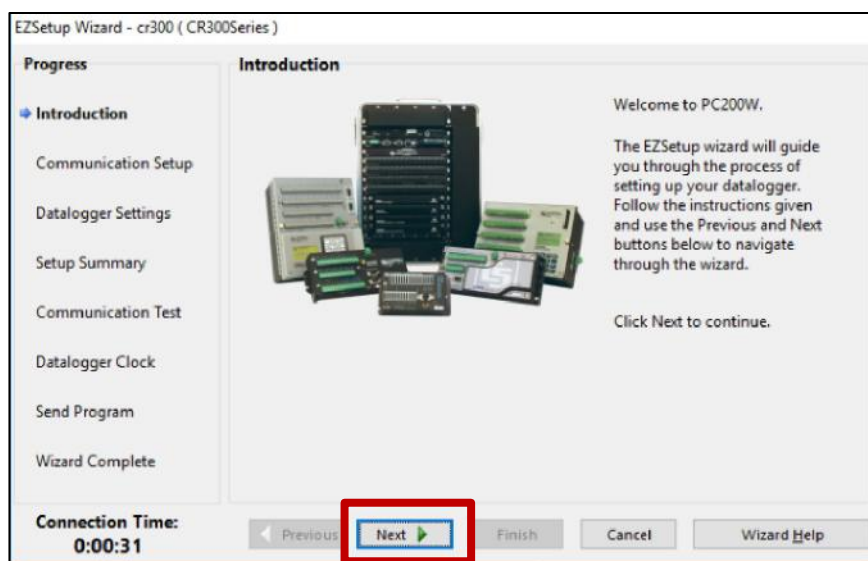 EZSetup Wizard - cr300 ( CR300Series )
Progress
Introduction
Communication Setup
Datalogger Settings
Setup Summary
Communication Test
Datalogger Clock
Send Program
Wizard Complete
Connection Time:
0:00:31
Introduction
Welcome to PC200W.
The EZSetup wizard will guide
you through the process of
setting up your datalogger.
Follow the instructions given
and use the Previous and Next
buttons below to navigate
through the wizard.
Click Next to continue.
Previous
Next
Finish
Cancel
Wizard Help